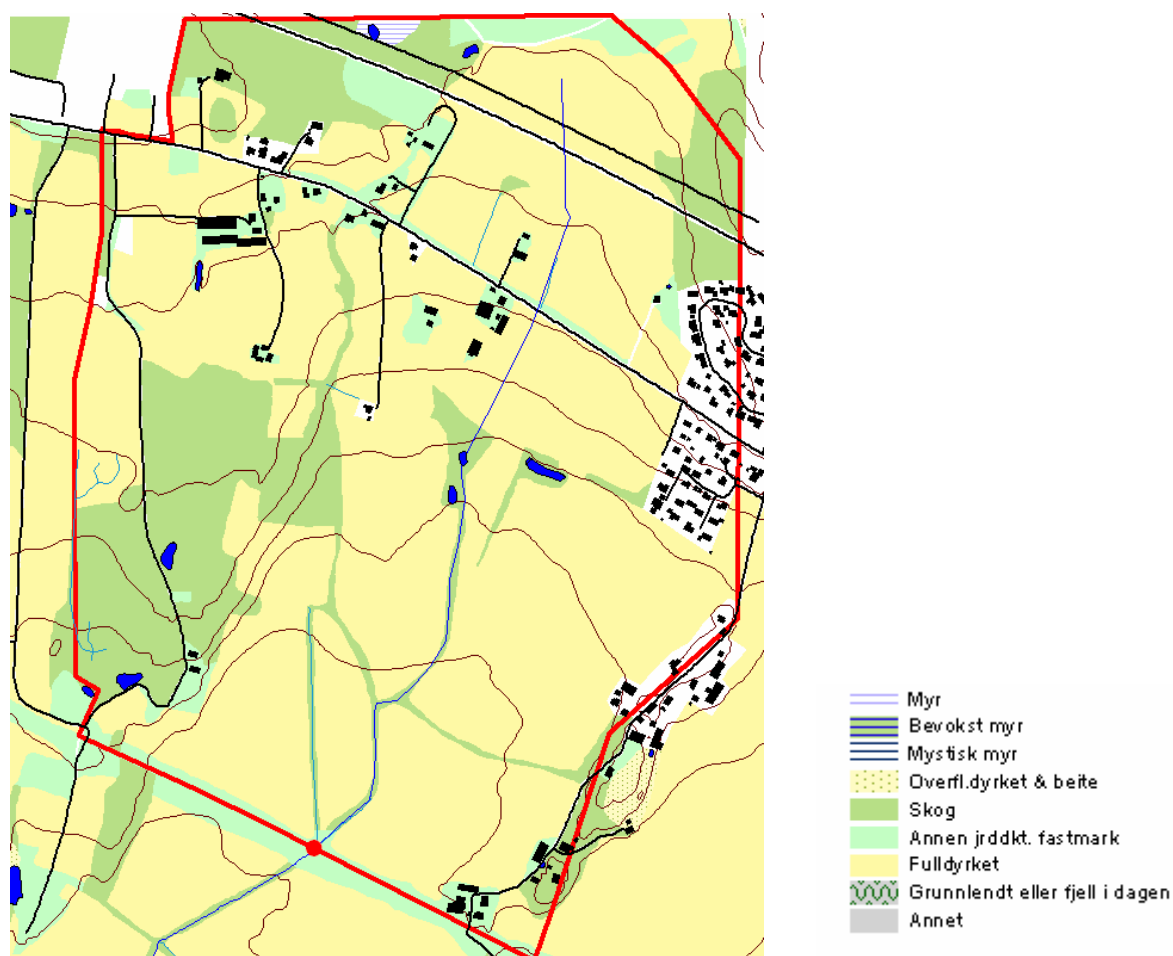 Myr
Bevokst myr
Mystisk myr
Overfl.dyrket & beite
Skog
Annen jrddkt. fastmark
Fulldyrket
Grunnlendt eller fjell i dagen
Annet